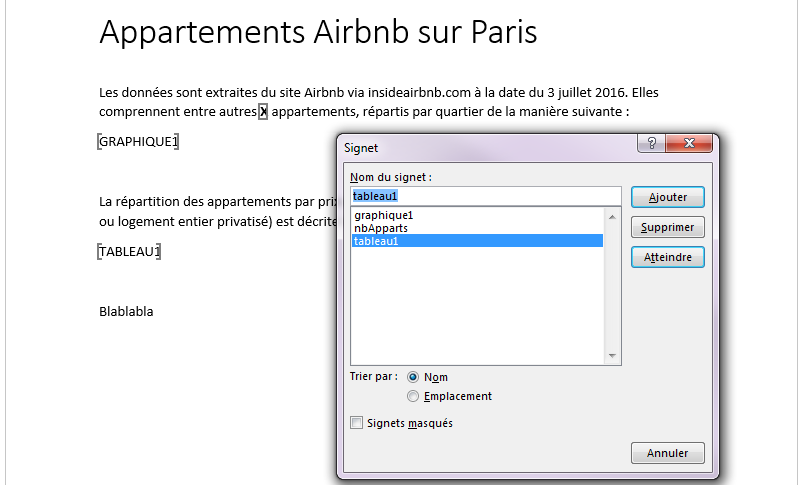 Appartements Airbnb sur Paris
Les données sont extraites du site Airbnb via insideairbnb.com à la date du 3 juillet 2016. Elles
comprennent entre autres X appartements, répartis par quartier de la manière suivante :
GRAPHIQUE1
La répartition des appartements par prix
ou logement entier privatisé) est décrite
TABLEAU1
Blablabla
Signet
Nom du signet :
tableau1
Ajouter
graphique1
nbApparts
tableau1
Supprimer
Atteindre
Trier par :
Nom
Emplacement
Signets masqués
Annuler